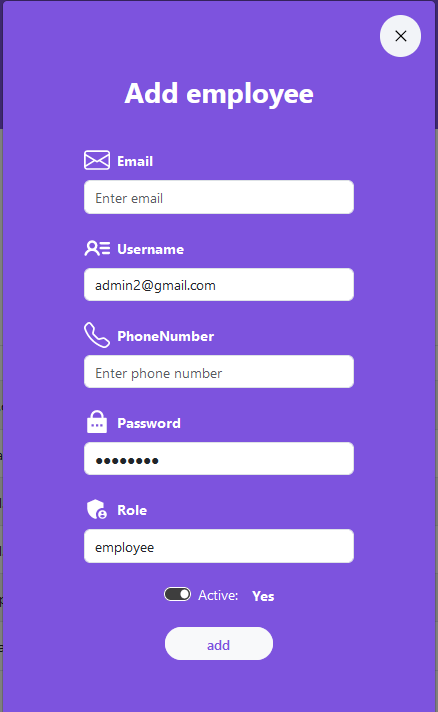 Add employee
Email
Enter email
Username
admin2@gmail.com
PhoneNumber
Enter phone number
Password
●●●●●●●●
Role
employee
Active: Yes
add